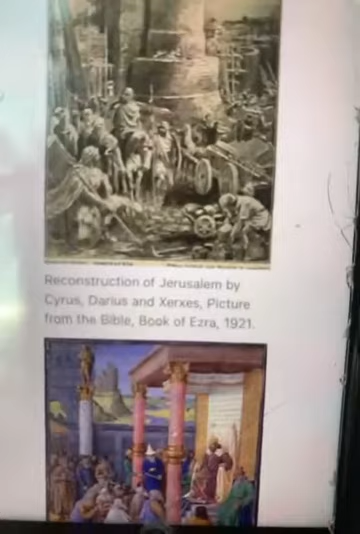 Reconstruction of Jerusalem by
Cyrus, Darius and Xerxes, Picture
from the Bible, Book of Ezra, 1921.